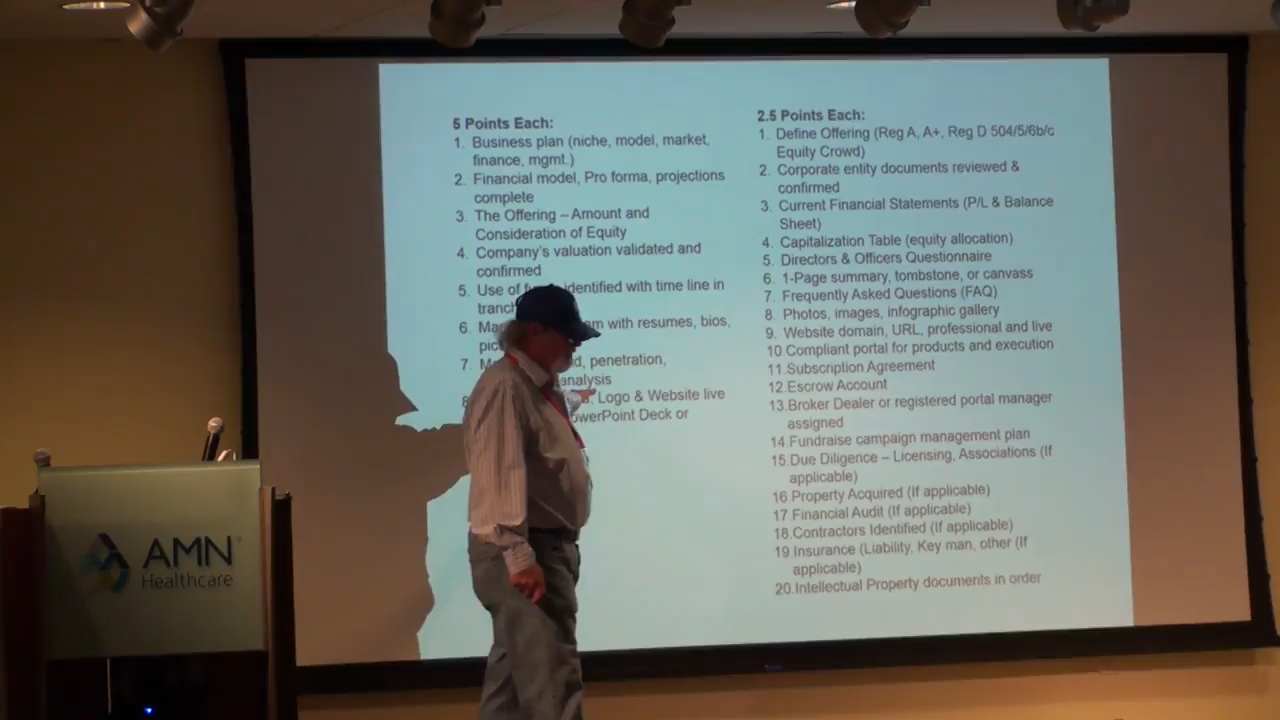 5 Points Each:
1. Business plan (niche, model, market,
finance, mgmt.)
2. Financial model, Pro forma, projections
complete
3. The Offering – Amount and
Consideration of Equity
4. Company's valuation validated and
confirmed
5. Use of identified with time line in
6. with resumes, bios,
7. penetration,
analysis
8 Logo & Website live
PowerPoint Deck or
2.5 Points Each:
1. Define Offering (Reg A, A+, Reg D 504/5/6b/c
Equity Crowd)
2. Corporate entity documents reviewed &
confirmed
3. Current Financial Statements (P/L & Balance
Sheet)
4. Capitalization Table (equity allocation)
5. Directors & Officers Questionnaire
6. 1-Page summary, tombstone, or canvass
7. Frequently Asked Questions (FAQ)
8. Photos, images, infographic gallery
9. Website domain, URL, professional and live
10. Compliant portal for products and execution
11. Subscription Agreement
12. Escrow Account
13. Broker Dealer or registered portal manager
assigned
14. Fundraise campaign management plan
15. Due Diligence – Licensing, Associations (If
applicable)
16. Property Acquired (If applicable)
17. Financial Audit (If applicable)
18. Contractors Identified (If applicable)
19 Insurance (Liability, Key man, other (If
applicable)
20. Intellectual Property documents in order
AMN
Healthcare